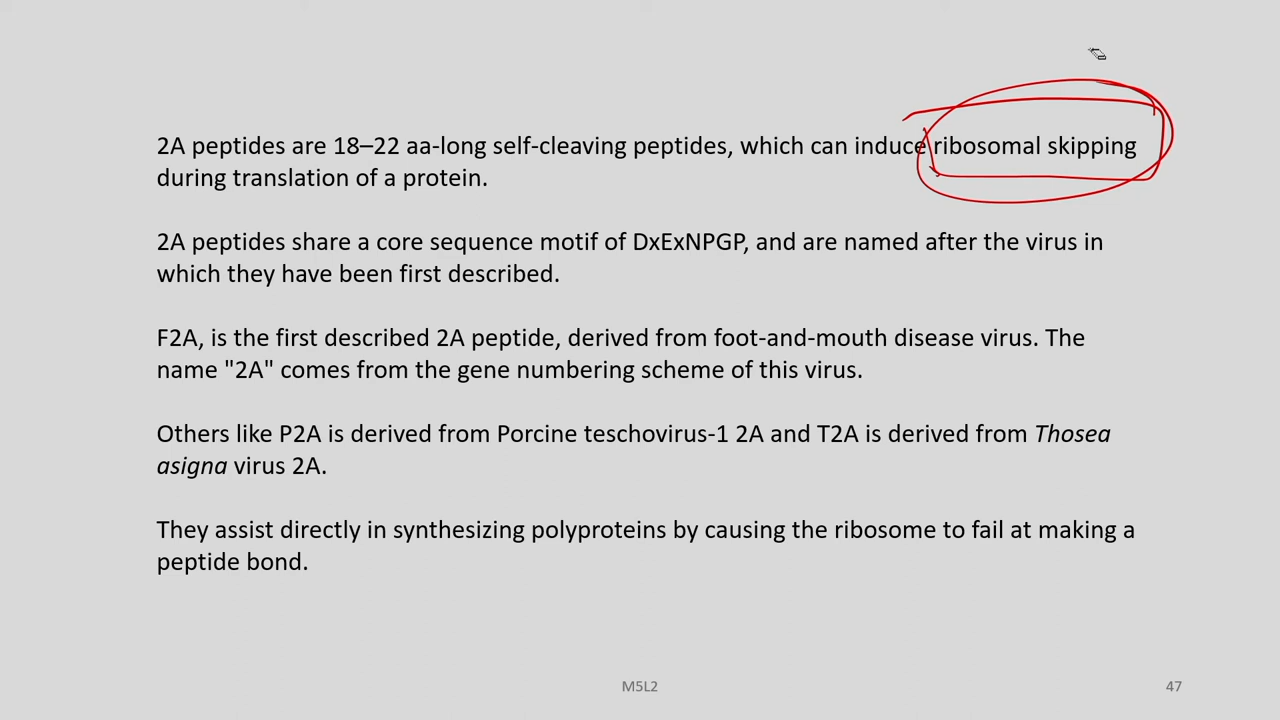 2A peptides are 18–22 aa-long self-cleaving peptides, which can induce ribosomal skipping
during translation of a protein.
2A peptides share a core sequence motif of DxExNPGP, and are named after the virus in
which they have been first described.
F2A, is the first described 2A peptide, derived from foot-and-mouth disease virus. The
name "2A" comes from the gene numbering scheme of this virus.
Others like P2A is derived from Porcine teschovirus-1 2A and T2A is derived from Thosea
asigna virus 2A.
They assist directly in synthesizing polyproteins by causing the ribosome to fail at making a
peptide bond.
M5L2
47